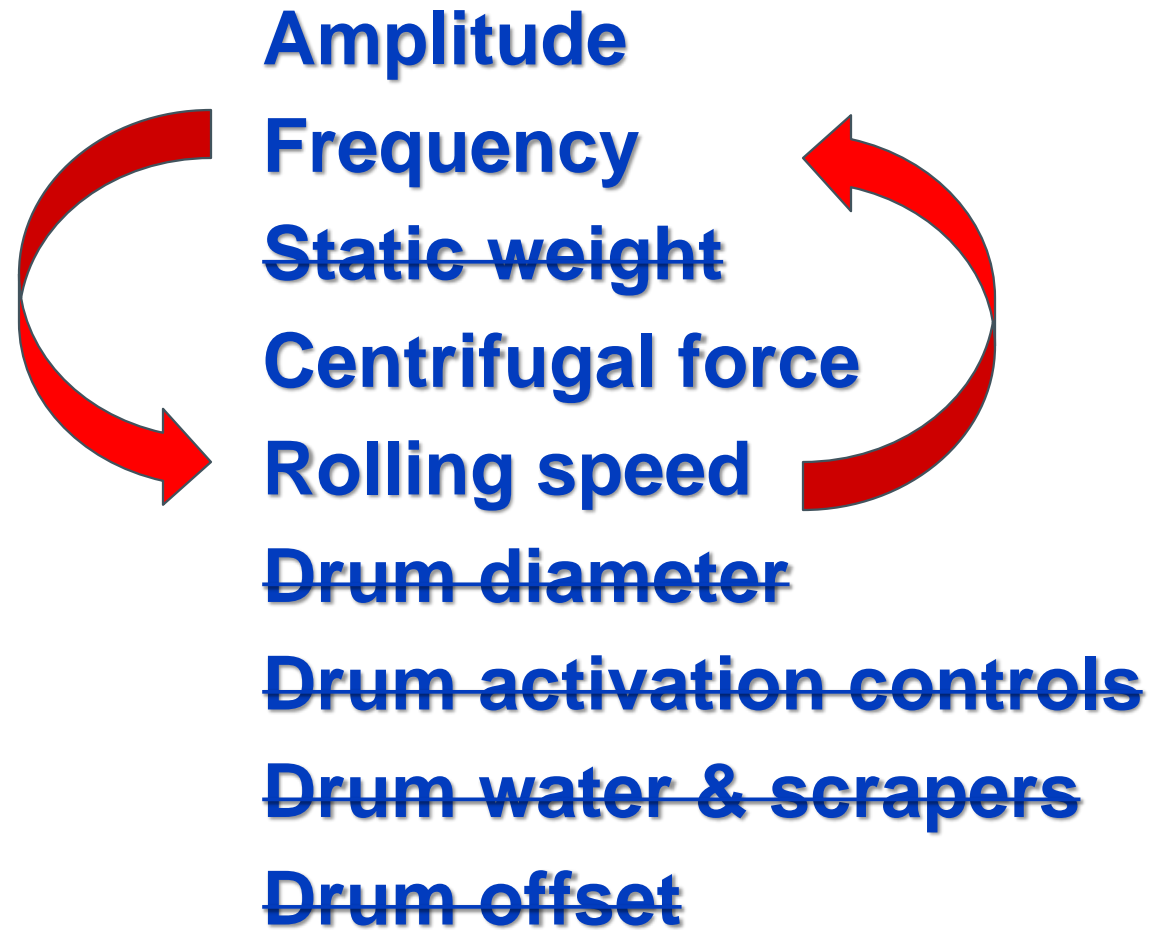 Amplitude
Frequency
Static weight
Centrifugal force
Rolling speed
Drum diameter
Drum activation controls
Drum water & scrapers
Drum offset